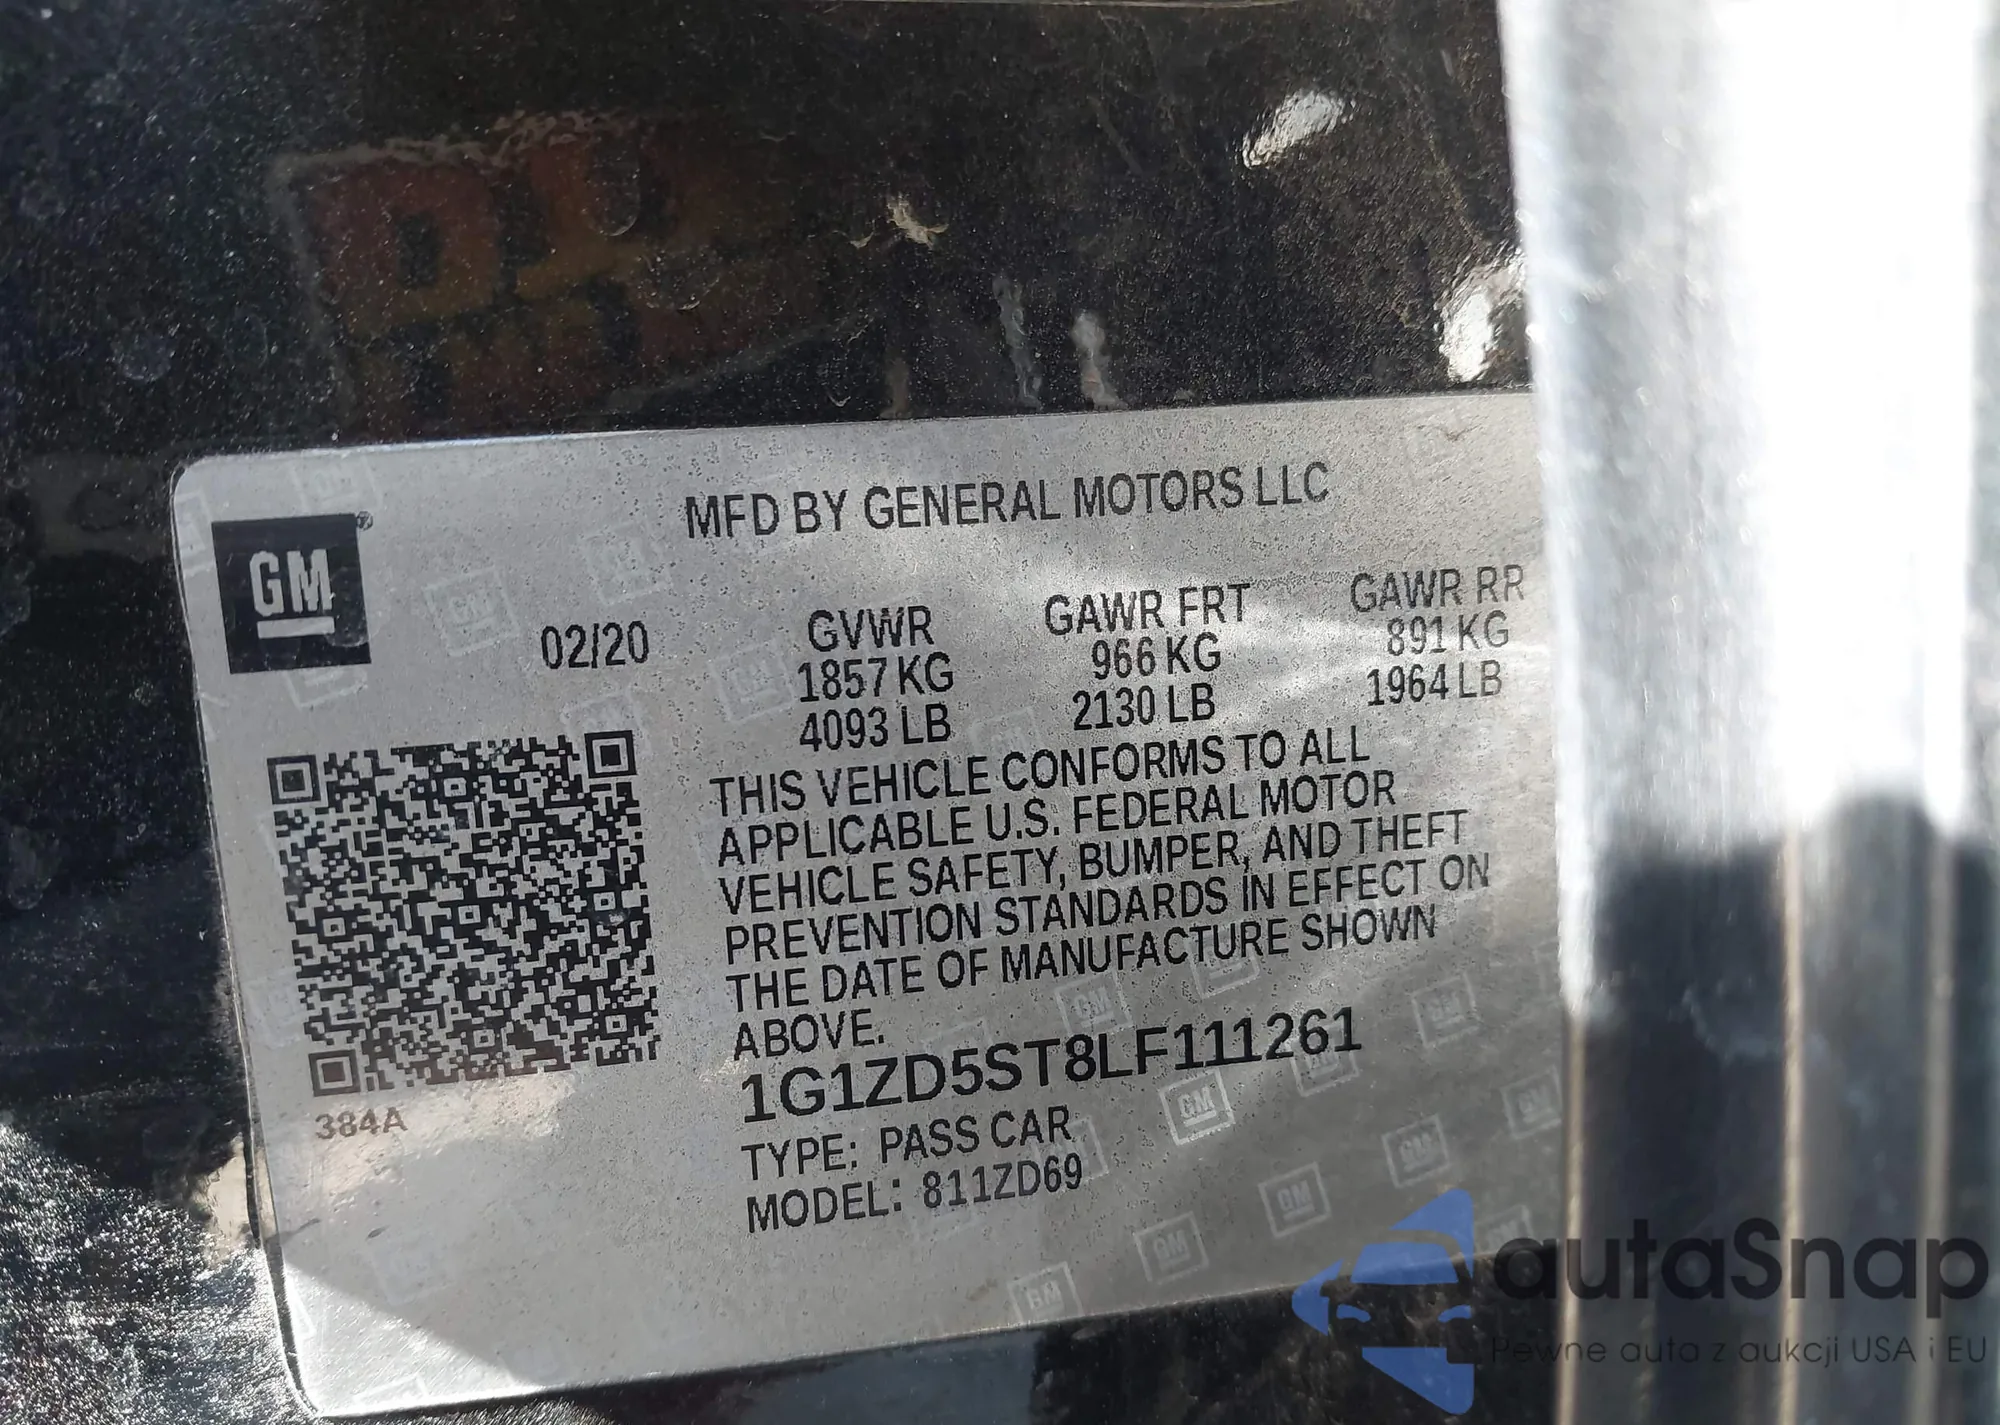 MFD BY GENERAL MOTORS LLC
GM
02/20
GVWR
1857 KG
4093 LB
GAWR FRT
966 KG
2130 LB
GAWR RR
891 KG
1964 LB
THIS VEHICLE CONFORMS TO ALL
APPLICABLE U.S. FEDERAL MOTOR
VEHICLE SAFETY, BUMPER, AND THEFT
PREVENTION STANDARDS IN EFFECT ON
THE DATE OF MANUFACTURE SHOWN
ABOVE.
1G1ZD5ST8LF111261
TYPE: PASS CAR
MODEL: 811ZD69
384A
autoSnap
Pewne auta z aukcji USA i EU